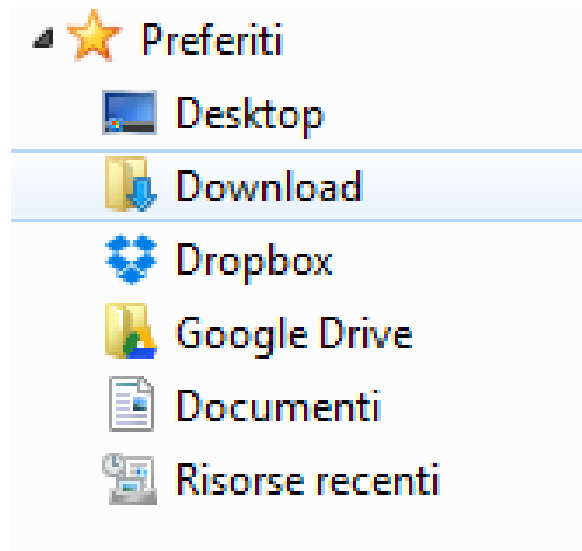 Preferiti
Desktop
Download
Dropbox
Google Drive
Documenti
Risorse recenti